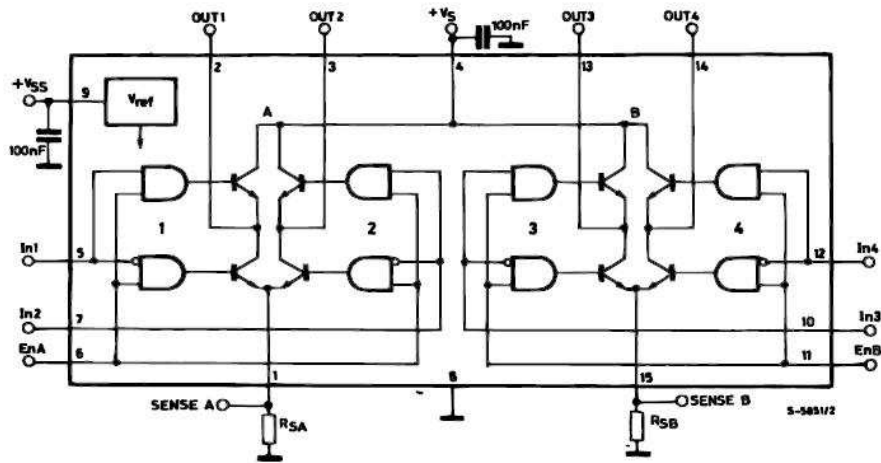 OUT1 OUT2 +VS 100nF OUT3 OUT4
2 3 4 13 14
+VSS 9 Vref A B
100nF
1 2 3 4
In1 5 12 In4
In2 7 10 In3
EnA 6 11 EnB
1 8 15
SENSE A SENSE B S-5851/2
RSA RSB